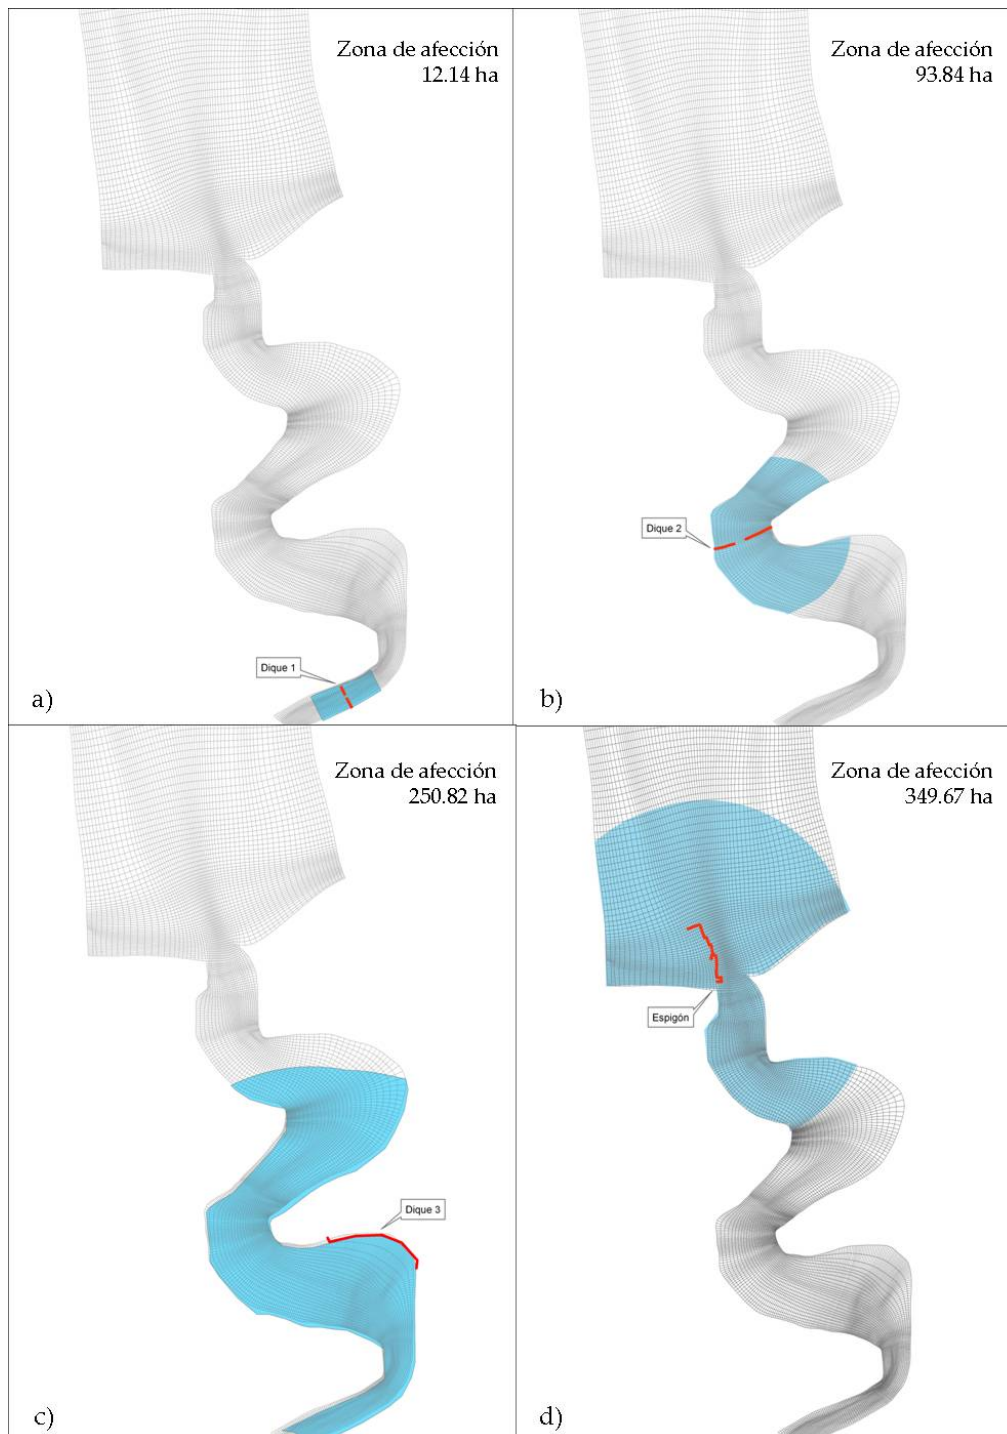 Zona de afección
12.14 ha
Dique 1
a)
Zona de afección
93.84 ha
Dique 2
b)
Zona de afección
250.82 ha
Dique 3
c)
Zona de afección
349.67 ha
Espigón
d)